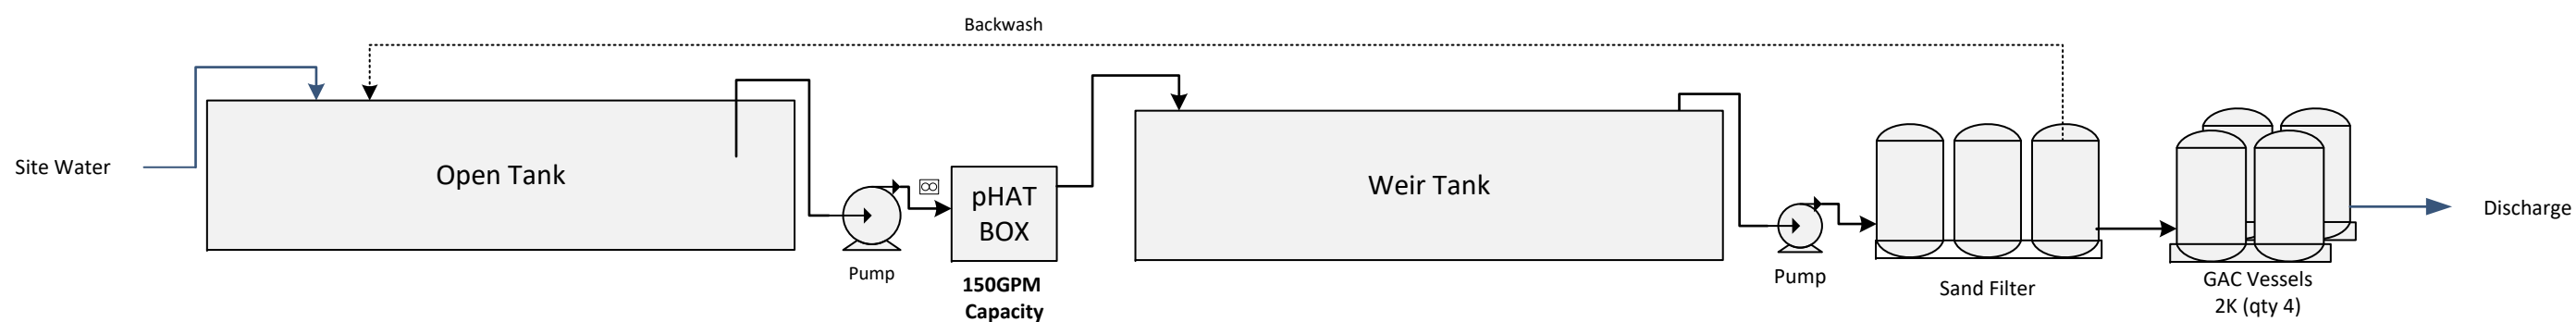 Backwash
Site Water
Open Tank
Pump
pHAT
BOX
150GPM
Capacity
Weir Tank
Pump
Sand Filter
GAC Vessels
2K (qty 4)
Discharge